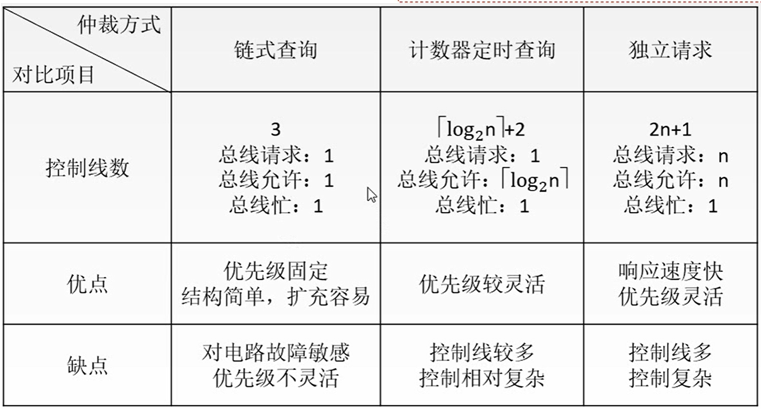 仲裁方式
对比项目
链式查询
计数器定时查询
独立请求
控制线数
3
总线请求：1
总线允许：1
总线忙：1
⌈log₂n⌉+2
总线请求：1
总线允许：⌈log₂n⌉
总线忙：1
2n+1
总线请求：n
总线允许：n
总线忙：1
优点
优先级固定
结构简单，扩充容易
优先级较灵活
响应速度快
优先级灵活
缺点
对电路故障敏感
优先级不灵活
控制线较多
控制相对复杂
控制线多
控制复杂